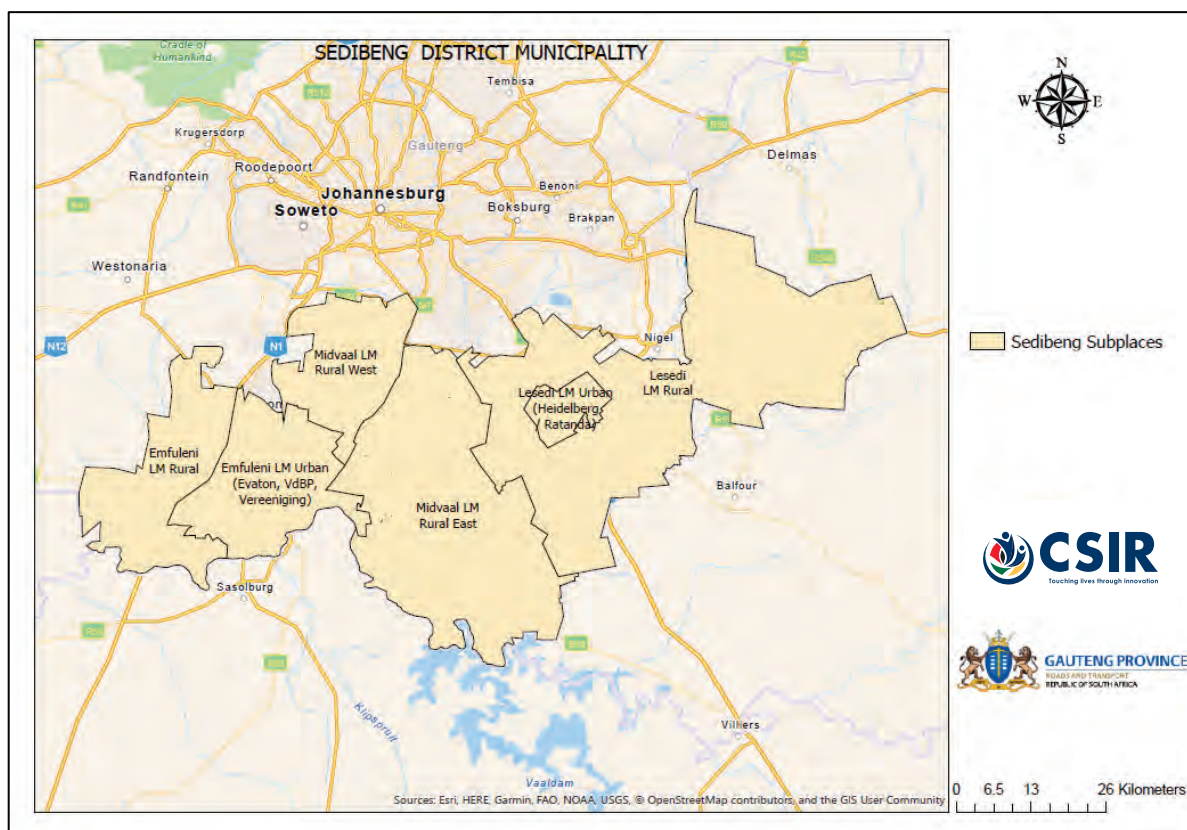 SEDIBENG DISTRICT MUNICIPALITY
Cradle of
Humankind
Tembisa
Krugersdorp
Gauteng
Delmas
Roodepoort
Randfontein
Benoni
Johannesburg
Soweto
Boksburg
Brakpan
Westonaria
N12
N1
Nigel
Midvaal LM
Rural West
Lesedi
LM Rural
Lesedi LM Urban
(Heidelberg
/ Ratanda)
Emfuleni
LM Rural
Emfuleni LM Urban
(Evaton, VdBP,
Vereeniging)
Midvaal LM
Rural East
Balfour
Sasolburg
Klipspruit
Villiers
Vaaldam
Sources: Esri, HERE, Garmin, FAO, NOAA, USGS, © OpenStreetMap contributors, and the GIS User Community
N
W E
S
Sedibeng Subplaces
CSIR
Touching lives through innovation
GAUTENG PROVINCE
ROADS AND TRANSPORT
REPUBLIC OF SOUTH AFRICA
0 6.5 13 26 Kilometers